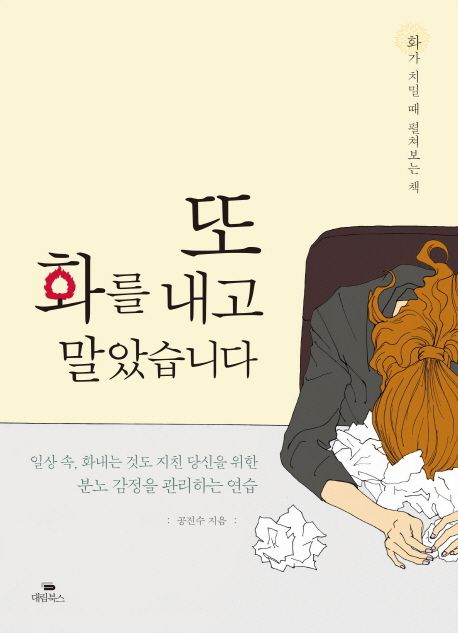 화가 치밀 때 펼쳐보는 책
또
화를 내고
말았습니다
일상 속, 화내는 것도 지친 당신을 위한
분노 감정을 관리하는 연습
: 공진수 지음 :
대림북스